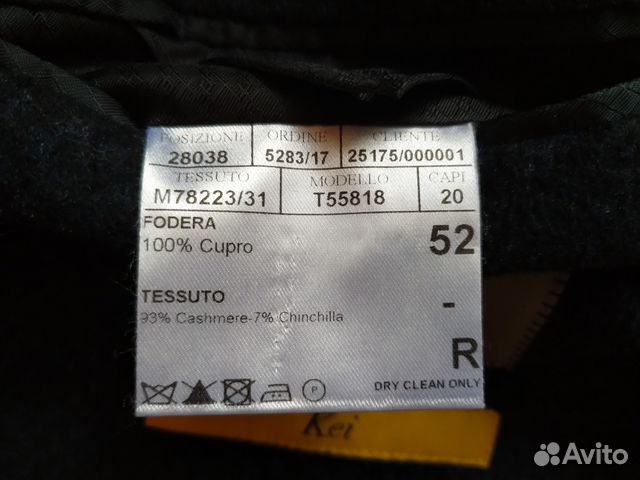 POSIZIONE ORDINE CLIENTE
28038 5283/17 25175/000001
TESSUTO MODELLO CAPI
M78223/31 T55818 20
FODERA
100% Cupro
52
TESSUTO
93% Cashmere-7% Chinchilla
-
R
P
DRY CLEAN ONLY
Kei
Avito